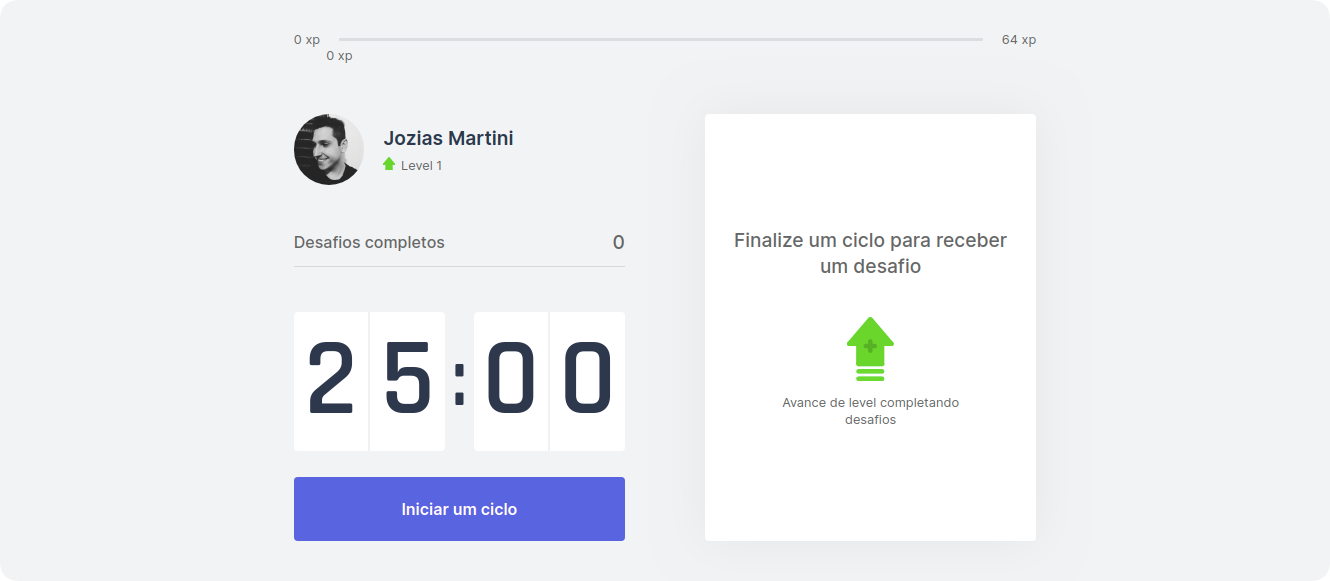 0 xp
64 xp
0 xp
Jozias Martini
Level 1
Desafios completos
0
25:00
Iniciar um ciclo
Finalize um ciclo para receber
um desafio
Avance de level completando
desafios